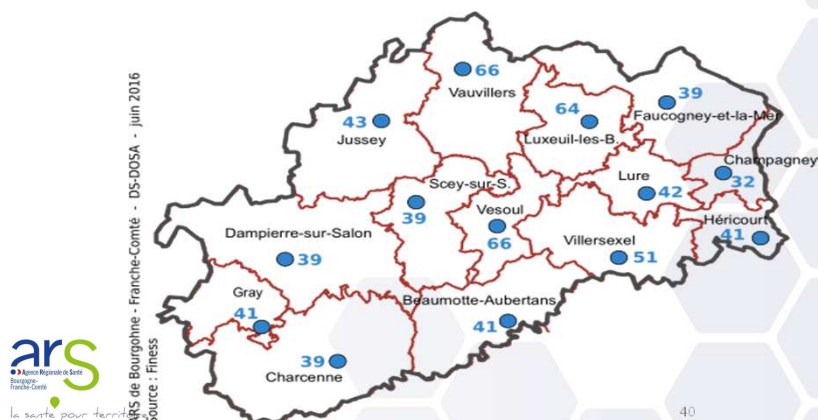 66
Vauvillers
39
Faucogney-et-la-Mer
64
Luxeuil-les-B.
43
Jussey
Champagney
32
Lure
42
Scey-sur-S.
39
Vesoul
66
Héricourt
41
Villersexel
51
Dampierre-sur-Salon
39
Gray
41
Beaumotte-Aubertans
41
39
Charcenne
RS de Bourgohne - Franche-Comté - DS-DOSA - juin 2016
Source : Finess
ars
Agence Régionale de Santé
Bourgogne-
Franche-Comté
la santé pour territo
40